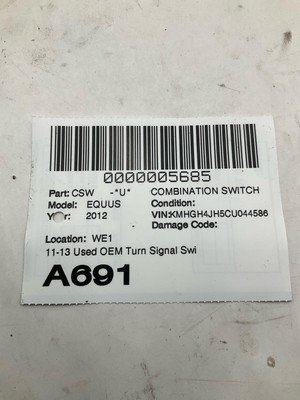 0000005685
Part: CSW -*U* COMBINATION SWITCH
Model: EQUUS Condition:
Year: 2012 VIN:KMHGH4JH5CU044586
Damage Code:
Location: WE1
11-13 Used OEM Turn Signal Swi
A691